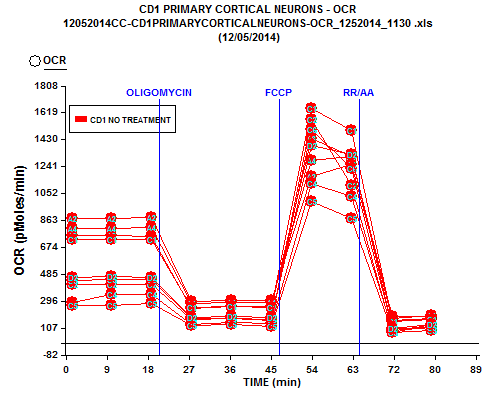 CD1 PRIMARY CORTICAL NEURONS - OCR
12052014CC-CD1PRIMARYCORTICALNEURONS-OCR_1252014_1130 .xls
(12/05/2014)
OCR
1808
1619
1430
1241
1052
863
674
485
296
107
-82
OCR (pMoles/min)
OLIGOMYCIN FCCP RR/AA
CD1 NO TREATMENT
0 9 18 27 36 45 54 63 72 80 89
TIME (min)